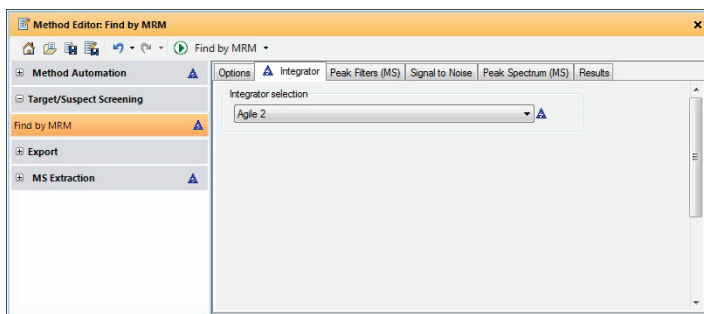 Method Editor: Find by MRM
Find by MRM
Method Automation
Options Integrator Peak Filters (MS) Signal to Noise Peak Spectrum (MS) Results
Target/Suspect Screening
Integrator selection
Agile 2
Find by MRM
Export
MS Extraction